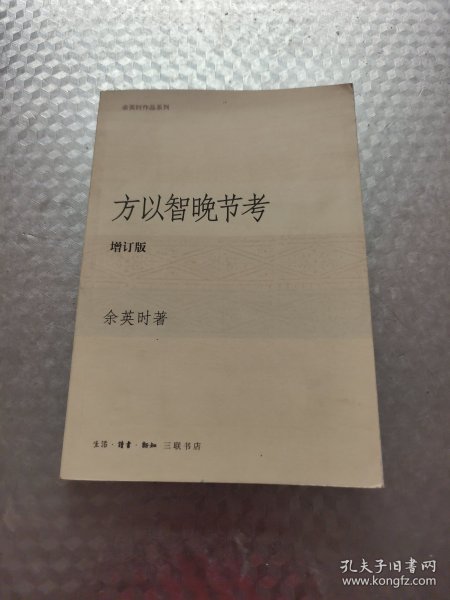 余英时作品系列
方以智晚节考
增订版
余英时著
生活·讀書·新知 三联书店
孔夫子旧书网
www.kongfz.com